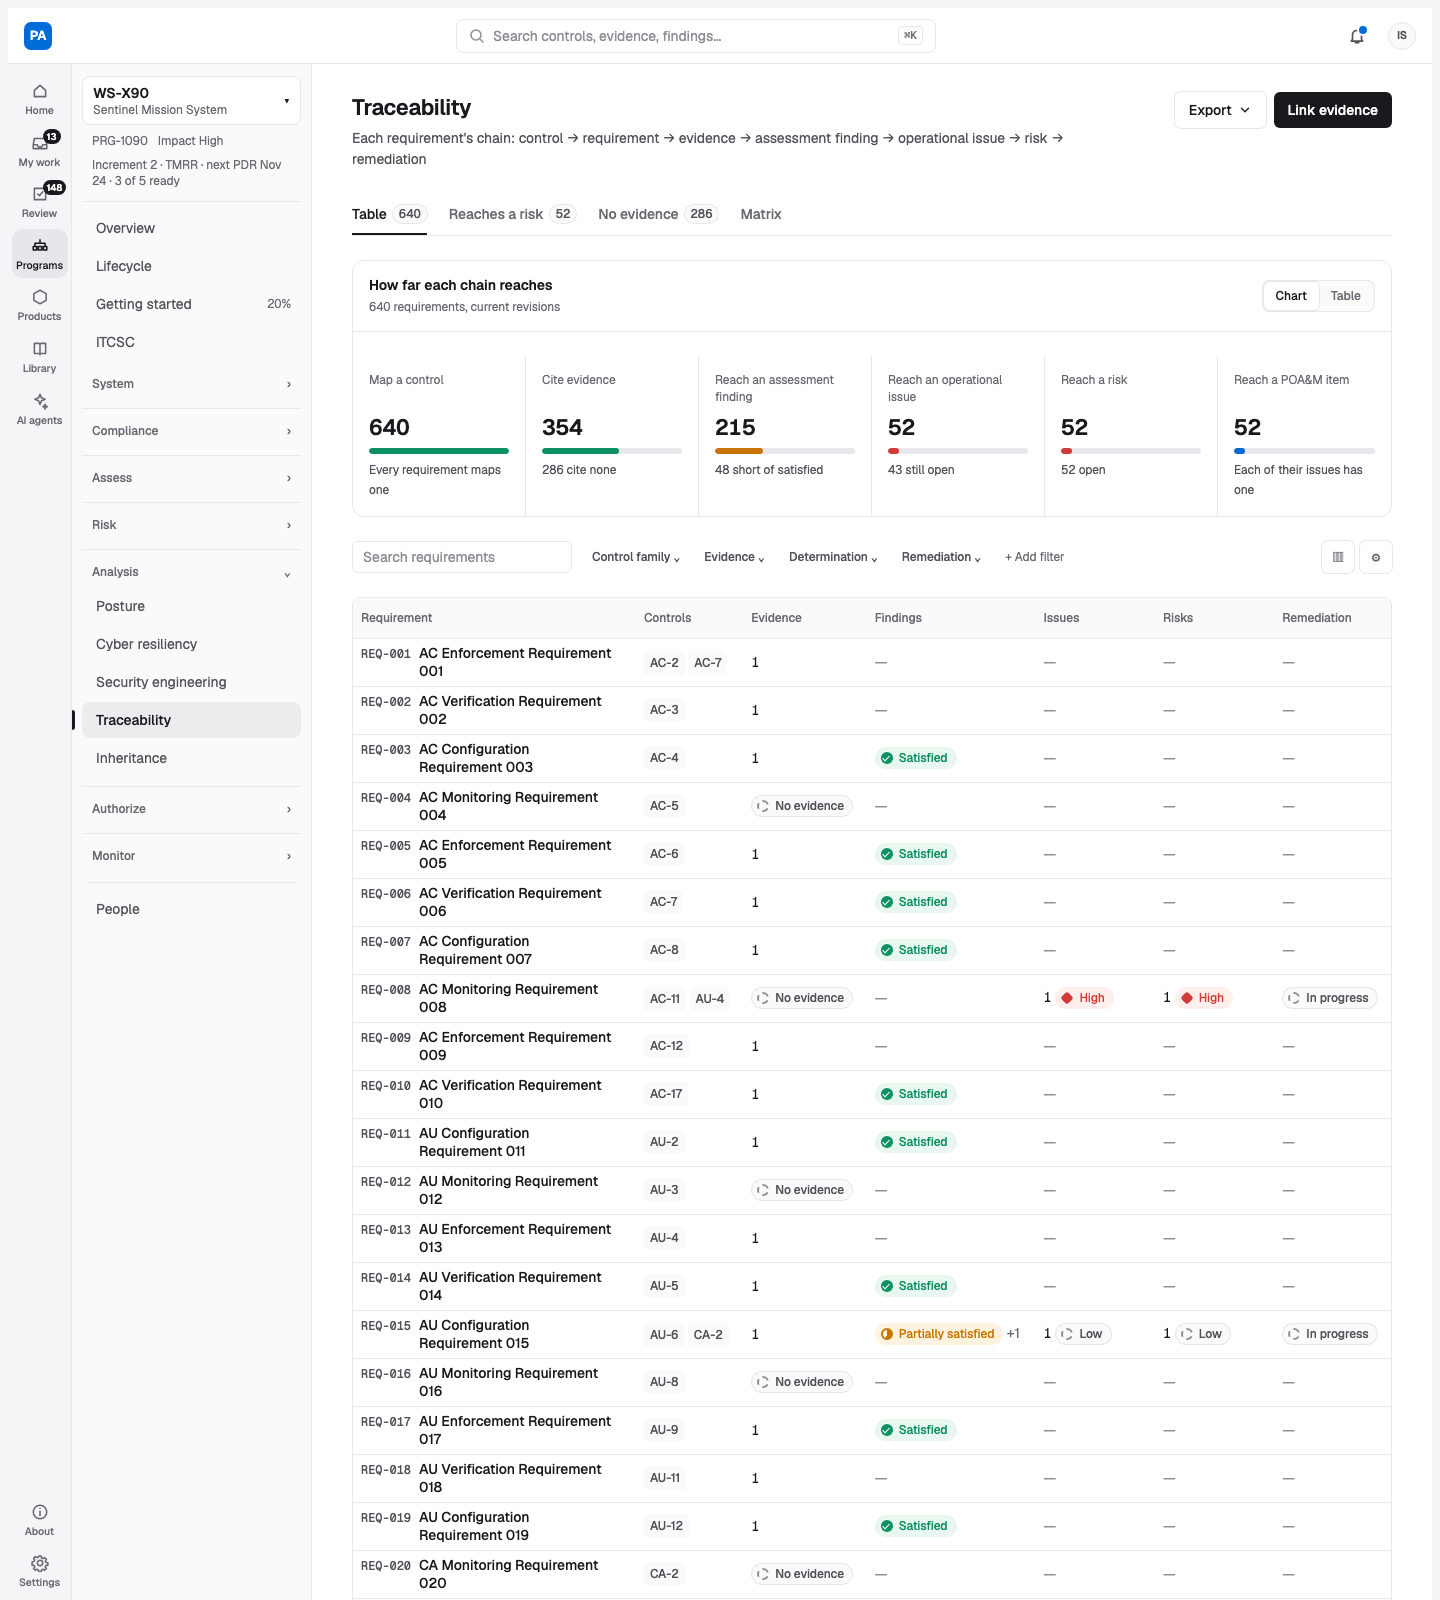 PA
Search controls, evidence, findings...
⌘K
IS
Home
13
My work
148
Review
Programs
Products
Library
AI agents
About
Settings
WS-X90
Sentinel Mission System
PRG-1090 Impact High
Increment 2 · TMRR · next PDR Nov
24 · 3 of 5 ready
Overview
Lifecycle
Getting started 20%
ITCSC
System
Compliance
Assess
Risk
Analysis
Posture
Cyber resiliency
Security engineering
Traceability
Inheritance
Authorize
Monitor
People
Traceability
Each requirement's chain: control → requirement → evidence → assessment finding → operational issue → risk →
remediation
Export
Link evidence
Table 640 Reaches a risk 52 No evidence 286 Matrix
How far each chain reaches
640 requirements, current revisions
Chart Table
Map a control
640
Every requirement maps
one
Cite evidence
354
286 cite none
Reach an assessment
finding
215
48 short of satisfied
Reach an operational
issue
52
43 still open
Reach a risk
52
52 open
Reach a POA&M item
52
Each of their issues has
one
Search requirements Control family Evidence Determination Remediation + Add filter
Requirement Controls Evidence Findings Issues Risks Remediation
REQ-001 AC Enforcement Requirement
001
AC-2 AC-7 1 — — — —
REQ-002 AC Verification Requirement
002
AC-3 1 — — — —
REQ-003 AC Configuration
Requirement 003
AC-4 1 Satisfied — — —
REQ-004 AC Monitoring Requirement
004
AC-5 No evidence — — — —
REQ-005 AC Enforcement Requirement
005
AC-6 1 Satisfied — — —
REQ-006 AC Verification Requirement
006
AC-7 1 Satisfied — — —
REQ-007 AC Configuration
Requirement 007
AC-8 1 Satisfied — — —
REQ-008 AC Monitoring Requirement
008
AC-11 AU-4 No evidence — 1 High 1 High In progress
REQ-009 AC Enforcement Requirement
009
AC-12 1 — — — —
REQ-010 AC Verification Requirement
010
AC-17 1 Satisfied — — —
REQ-011 AU Configuration
Requirement 011
AU-2 1 Satisfied — — —
REQ-012 AU Monitoring Requirement
012
AU-3 No evidence — — — —
REQ-013 AU Enforcement Requirement
013
AU-4 1 — — — —
REQ-014 AU Verification Requirement
014
AU-5 1 Satisfied — — —
REQ-015 AU Configuration
Requirement 015
AU-6 CA-2 1 Partially satisfied +1 1 Low 1 Low In progress
REQ-016 AU Monitoring Requirement
016
AU-8 No evidence — — — —
REQ-017 AU Enforcement Requirement
017
AU-9 1 Satisfied — — —
REQ-018 AU Verification Requirement
018
AU-11 1 — — — —
REQ-019 AU Configuration
Requirement 019
AU-12 1 Satisfied — — —
REQ-020 CA Monitoring Requirement
020
CA-2 No evidence — — — —